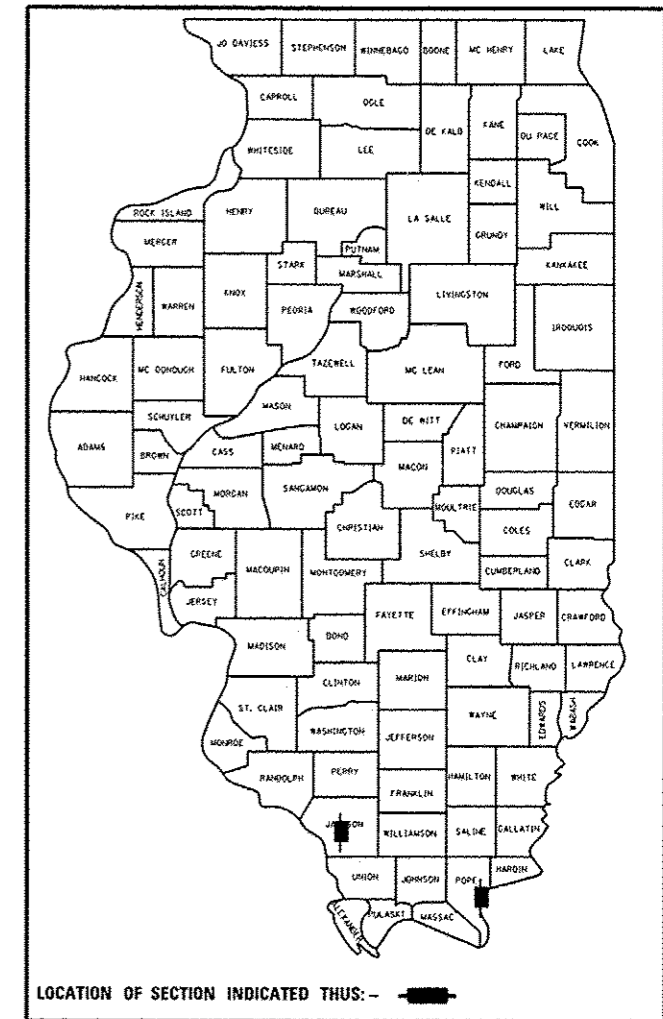 JO DAVIESS STEPHENSON WINNEBAGO BOONE MC HENRY LAKE
CARROLL OGLE DE KALB KANE DU PAGE COOK
WHITESIDE LEE
KENDALL WILL
ROCK ISLAND HENRY BUREAU LA SALLE GRUNDY
MERCER PUTNAM
STARK MARSHALL KANKAKEE
HENDERSON WARREN KNOX PEORIA WOODFORD LIVINGSTON IROQUOIS
HANCOCK MC DONOUGH FULTON TAZEWELL MC LEAN FORD
SCHUYLER MASON LOGAN DE WITT CHAMPAIGN VERMILION
ADAMS BROWN CASS MENARD MACON PIATT
PIKE SCOTT MORGAN SANGAMON MOULTRIE DOUGLAS EDGAR
CHRISTIAN COLES
CALHOUN GREENE MACOUPIN MONTGOMERY SHELBY CUMBERLAND CLARK
JERSEY FAYETTE EFFINGHAM JASPER CRAWFORD
MADISON BOND CLAY RICHLAND LAWRENCE
CLINTON MARION
ST. CLAIR WAYNE EDWARDS WABASH
MONROE WASHINGTON JEFFERSON
RANDOLPH PERRY HAMILTON WHITE
FRANKLIN
WILLIAMSON SALINE GALLATIN
UNION JOHNSON POPE HARDIN
ALEXANDER PULASKI MASSAC
LOCATION OF SECTION INDICATED THUS: -